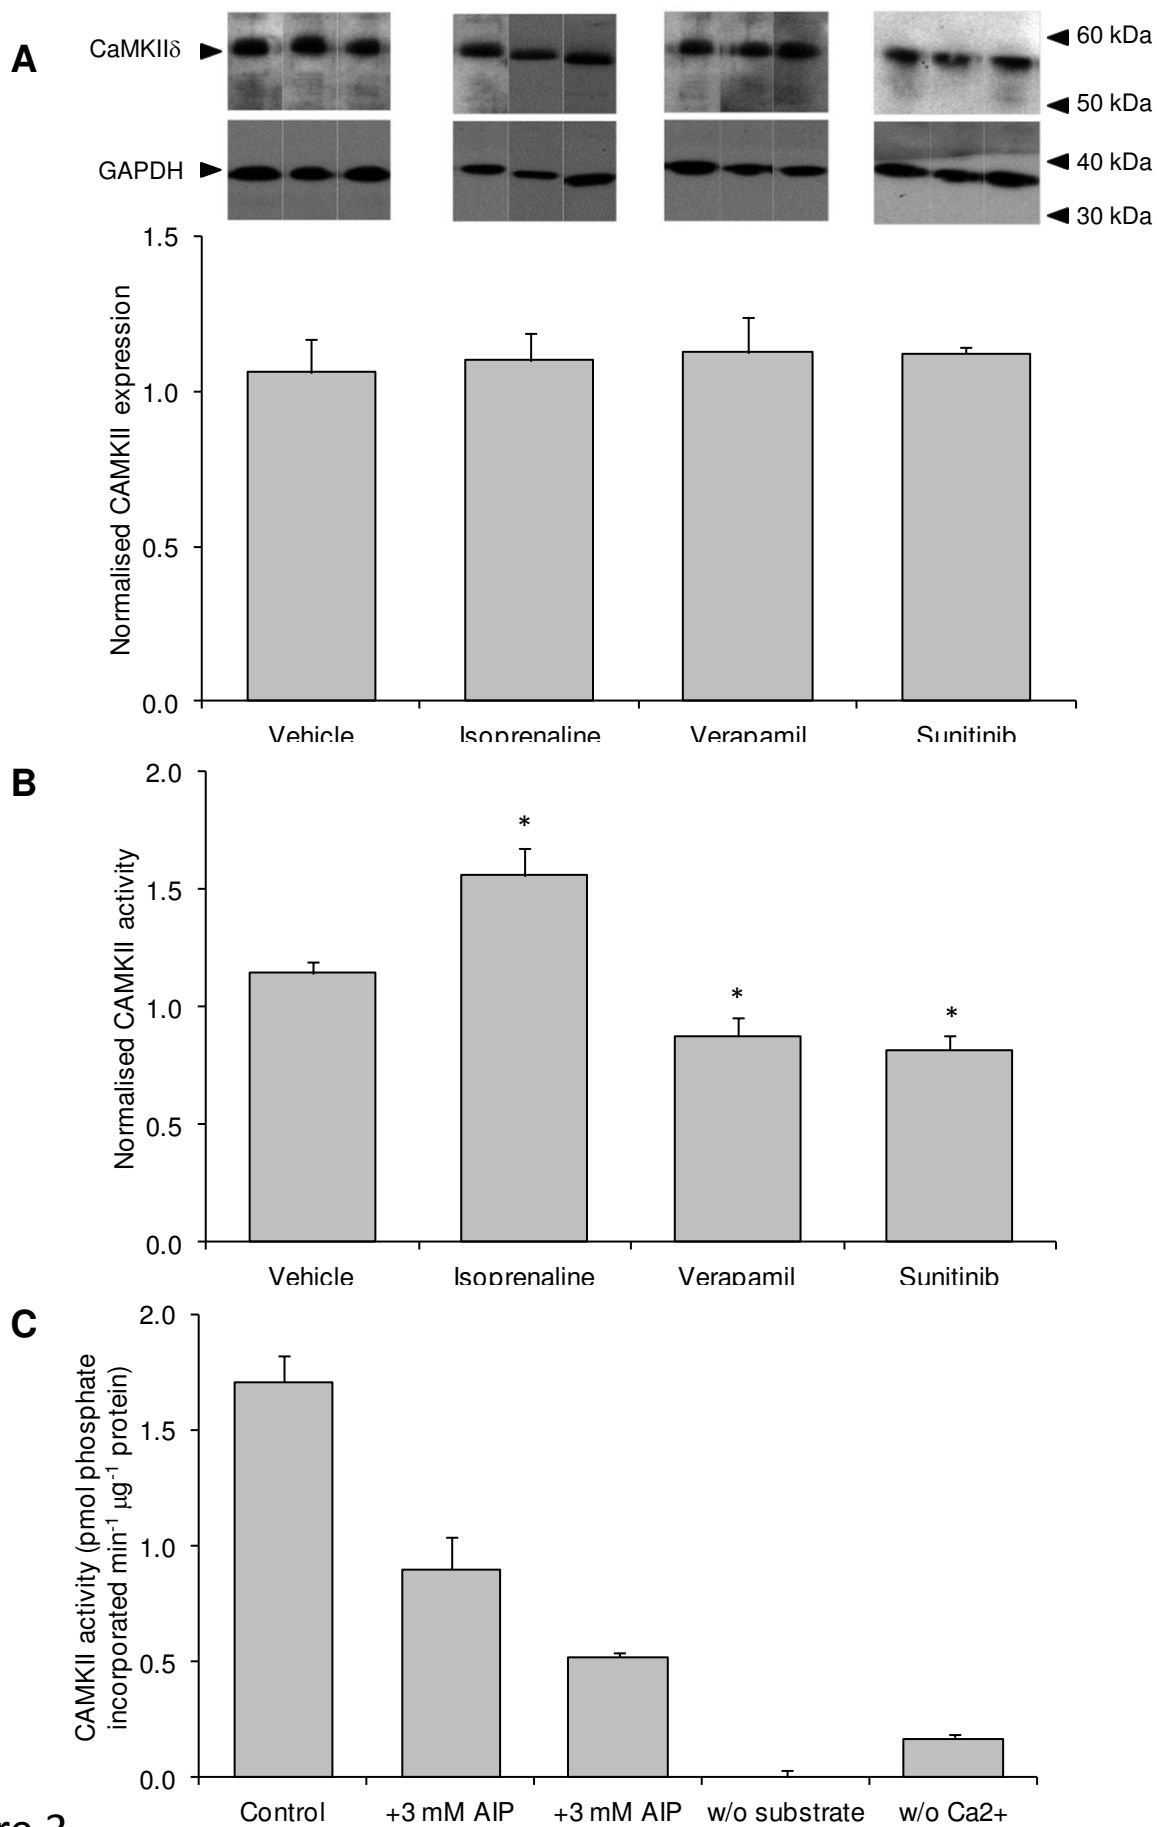 A
CaMKIIδ
60 kDa
50 kDa
GAPDH
40 kDa
30 kDa
Normalised CAMKII expression
1.5
1.0
0.5
0.0
Vehicle Isoprenaline Verapamil Sunitinib
B
Normalised CAMKII activity
2.0
1.5
1.0
0.5
0.0
* * *
Vehicle Isoprenaline Verapamil Sunitinib
C
CAMKII activity (pmol phosphate
incorporated min⁻¹ µg⁻¹ protein)
2.0
1.5
1.0
0.5
0.0
Control +3 mM AIP +3 mM AIP w/o substrate w/o Ca2+